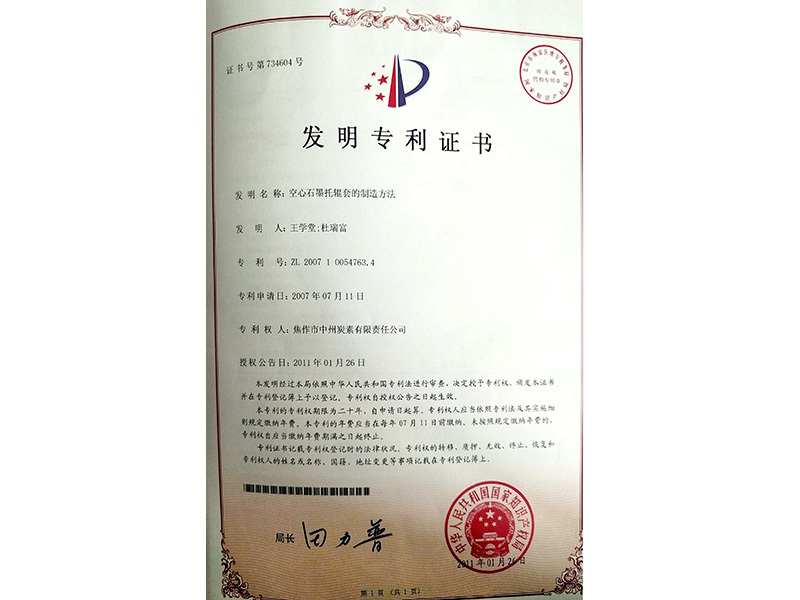 证书号第734604号
发明专利证书
发 明 名 称：空心石墨托辊套的制造方法
发 明 人：王学堂;杜瑞富
专 利 号：ZL 2007 1 0054763.4
专利申请日：2007年07月11日
专 利 权 人：焦作市中州炭素有限责任公司
授权公告日：2011年01月26日
本发明经过本局依照中华人民共和国专利法进行审查，决定授予专利权，颁发本证书
并在专利登记簿上予以登记。专利权自授权公告之日起生效。
本专利的专利权期限为二十年，自申请日起算。专利权人应当依照专利法及其实施细
则规定缴纳年费。本专利的年费应当在每年07月11日前缴纳。未按照规定缴纳年费的，
专利权自应当缴纳年费期满之日起终止。
专利证书记载专利权登记时的法律状况。专利权的转移、质押、无效、终止、恢复和
专利权人的姓名或名称、国籍、地址变更等事项记载在专利登记簿上。
局长 田力普
中华人民共和国国家知识产权局
2011年01月26日
第1页（共1页）